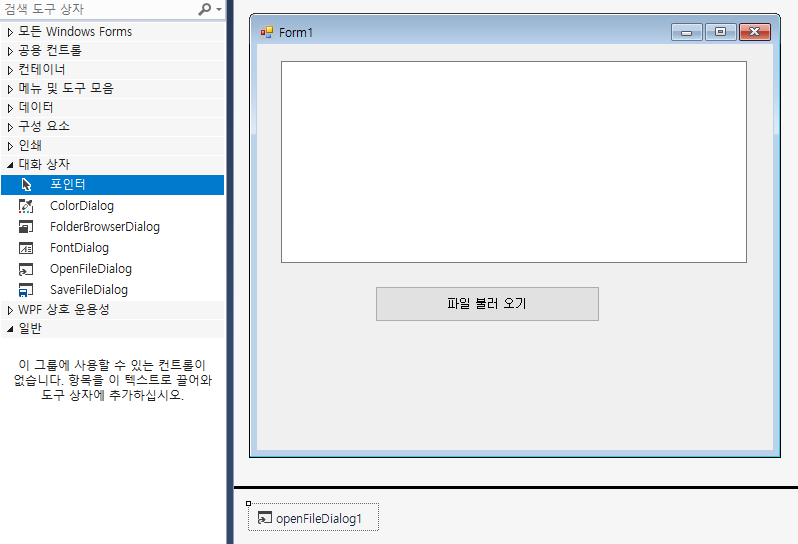 검색 도구 상자
모든 Windows Forms
공용 컨트롤
컨테이너
메뉴 및 도구 모음
데이터
구성 요소
인쇄
대화 상자
포인터
ColorDialog
FolderBrowserDialog
FontDialog
OpenFileDialog
SaveFileDialog
WPF 상호 운용성
일반
이 그룹에 사용할 수 있는 컨트롤이
없습니다. 항목을 이 텍스트로 끌어와
도구 상자에 추가하십시오.
Form1
파일 불러 오기
openFileDialog1